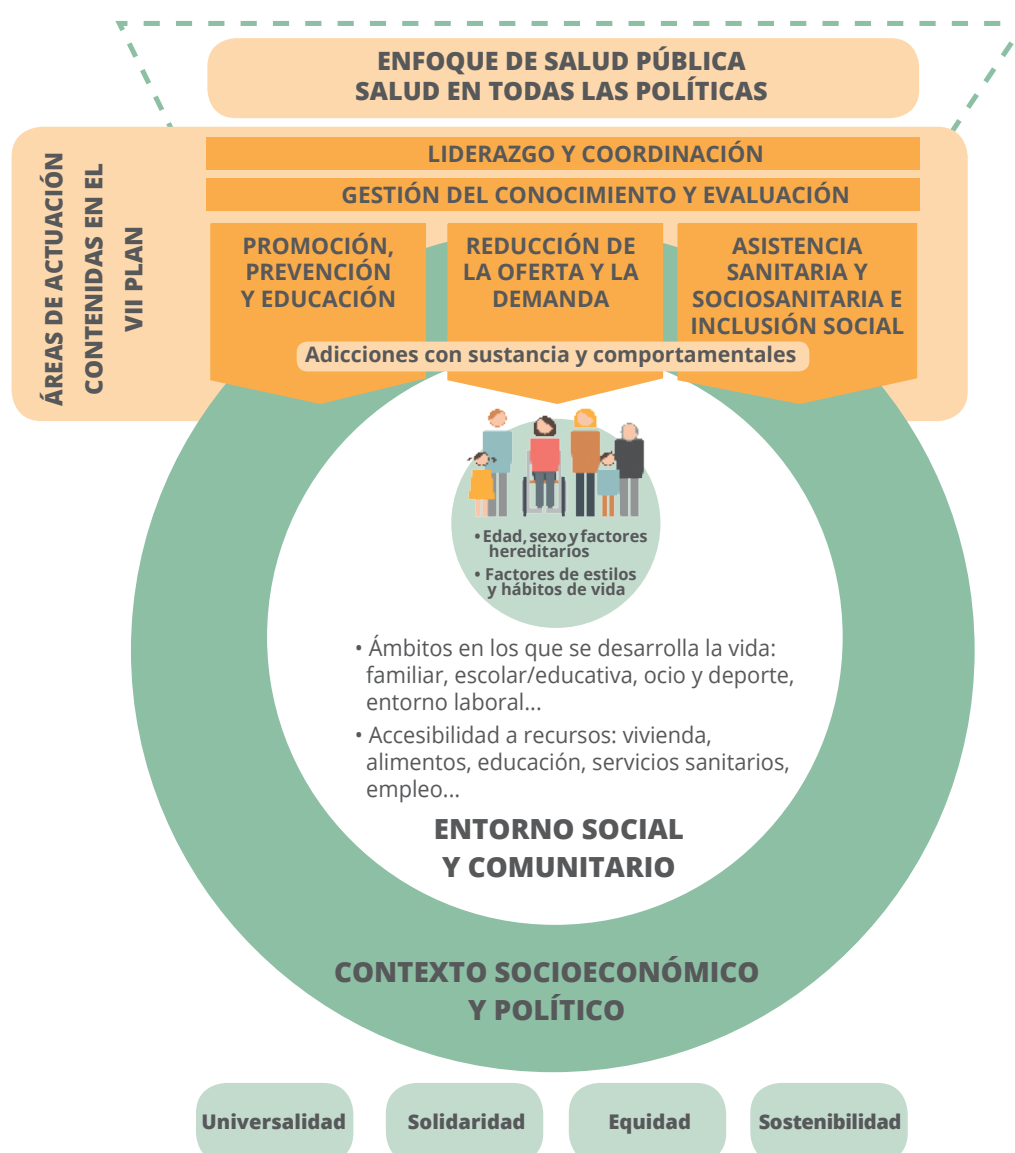 ENFOQUE DE SALUD PÚBLICA
SALUD EN TODAS LAS POLÍTICAS
ÁREAS DE ACTUACIÓN
CONTENIDAS EN EL
VII PLAN
LIDERAZGO Y COORDINACIÓN
GESTIÓN DEL CONOCIMIENTO Y EVALUACIÓN
PROMOCIÓN,
PREVENCIÓN
Y EDUCACIÓN
REDUCCIÓN DE
LA OFERTA Y LA
DEMANDA
ASISTENCIA
SANITARIA Y
SOCIOSANITARIA E
INCLUSIÓN SOCIAL
Adicciones con sustancia y comportamentales
• Edad, sexo y factores
hereditarios
• Factores de estilos
y hábitos de vida
• Ámbitos en los que se desarrolla la vida:
familiar, escolar/educativa, ocio y deporte,
entorno laboral...
• Accesibilidad a recursos: vivienda,
alimentos, educación, servicios sanitarios,
empleo...
ENTORNO SOCIAL
Y COMUNITARIO
CONTEXTO SOCIOECONÓMICO
Y POLÍTICO
Universalidad
Solidaridad
Equidad
Sostenibilidad